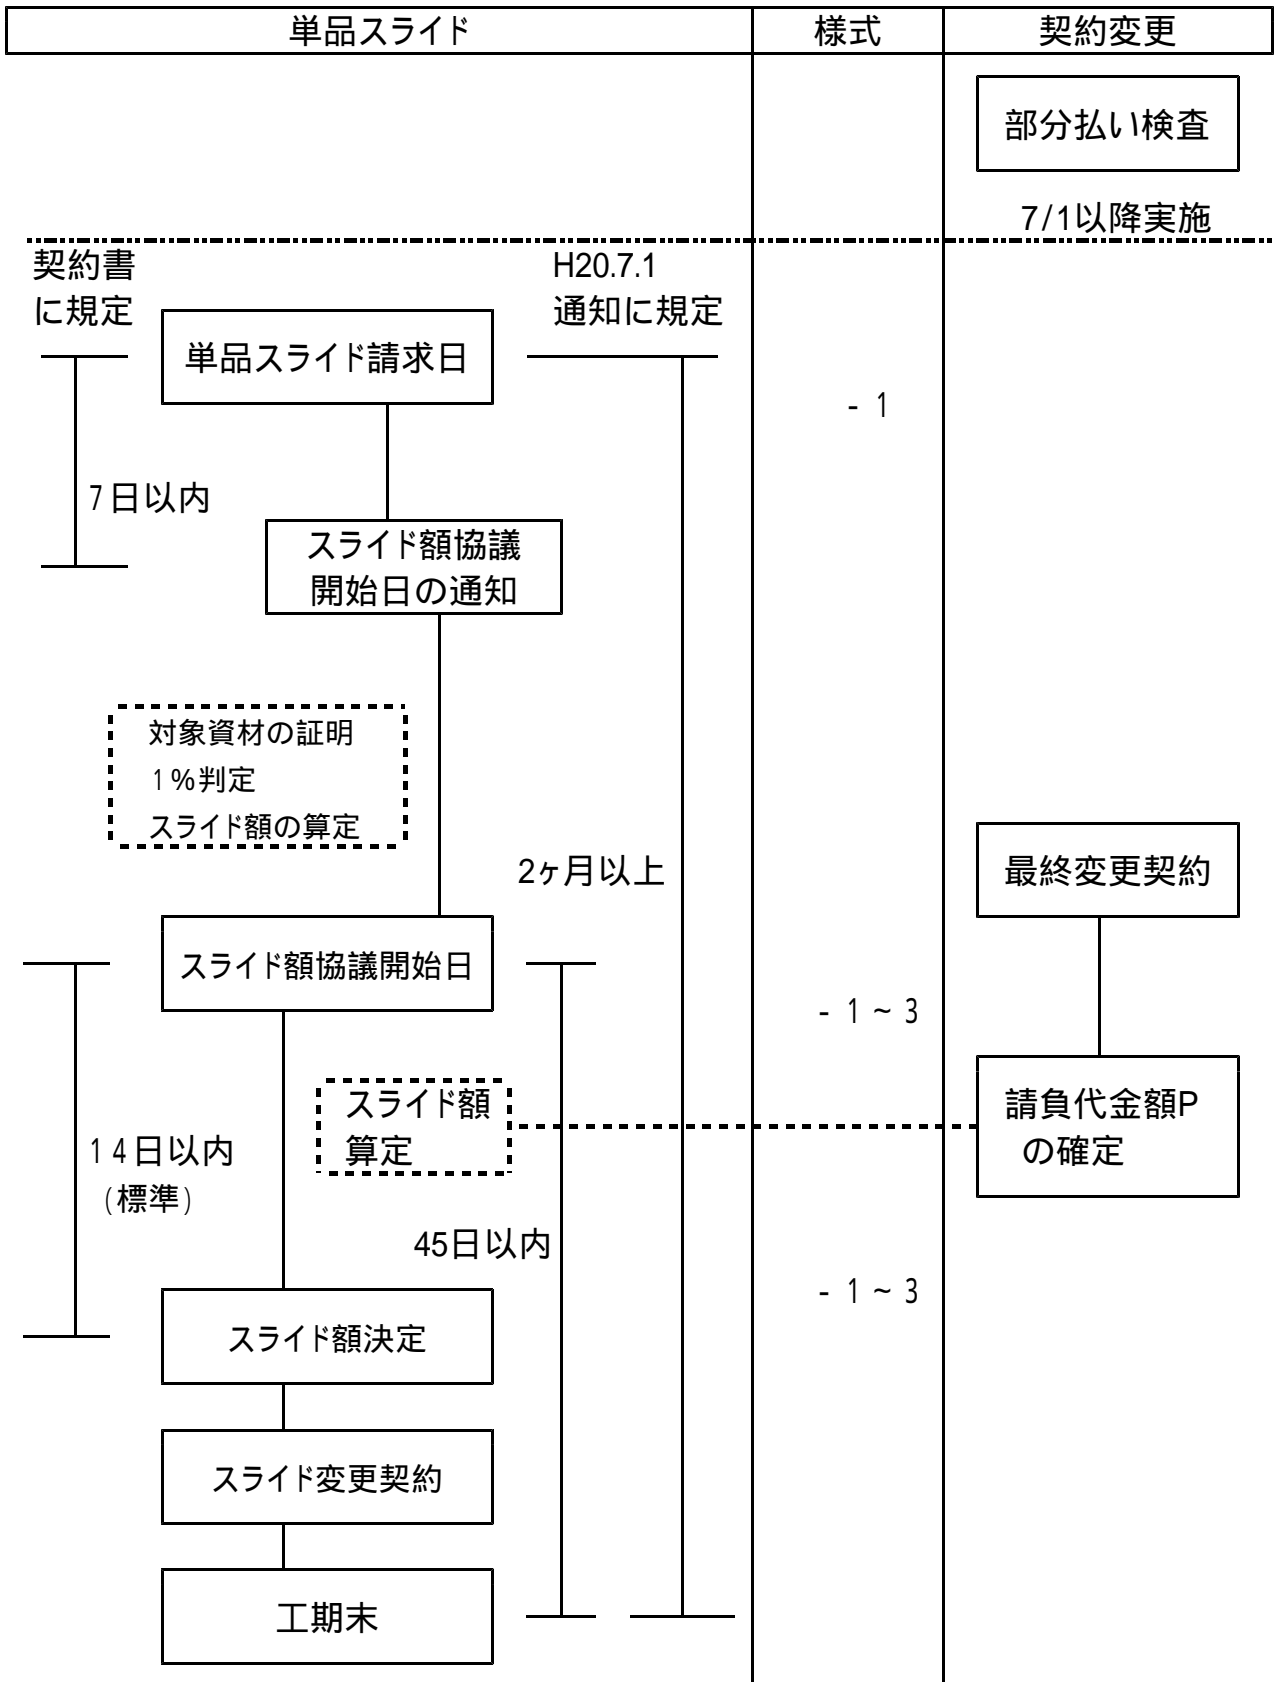 単品スライド
様式
契約変更
部分払い検査
7/1以降実施
契約書
に規定
H20.7.1
通知に規定
単品スライド請求日
- 1
7日以内
スライド額協議
開始日の通知
対象資材の証明
1%判定
スライド額の算定
2ヶ月以上
最終変更契約
スライド額協議開始日
- 1 ~ 3
スライド額
算定
請負代金額P
の確定
14日以内
(標準)
45日以内
- 1 ~ 3
スライド額決定
スライド変更契約
工期末